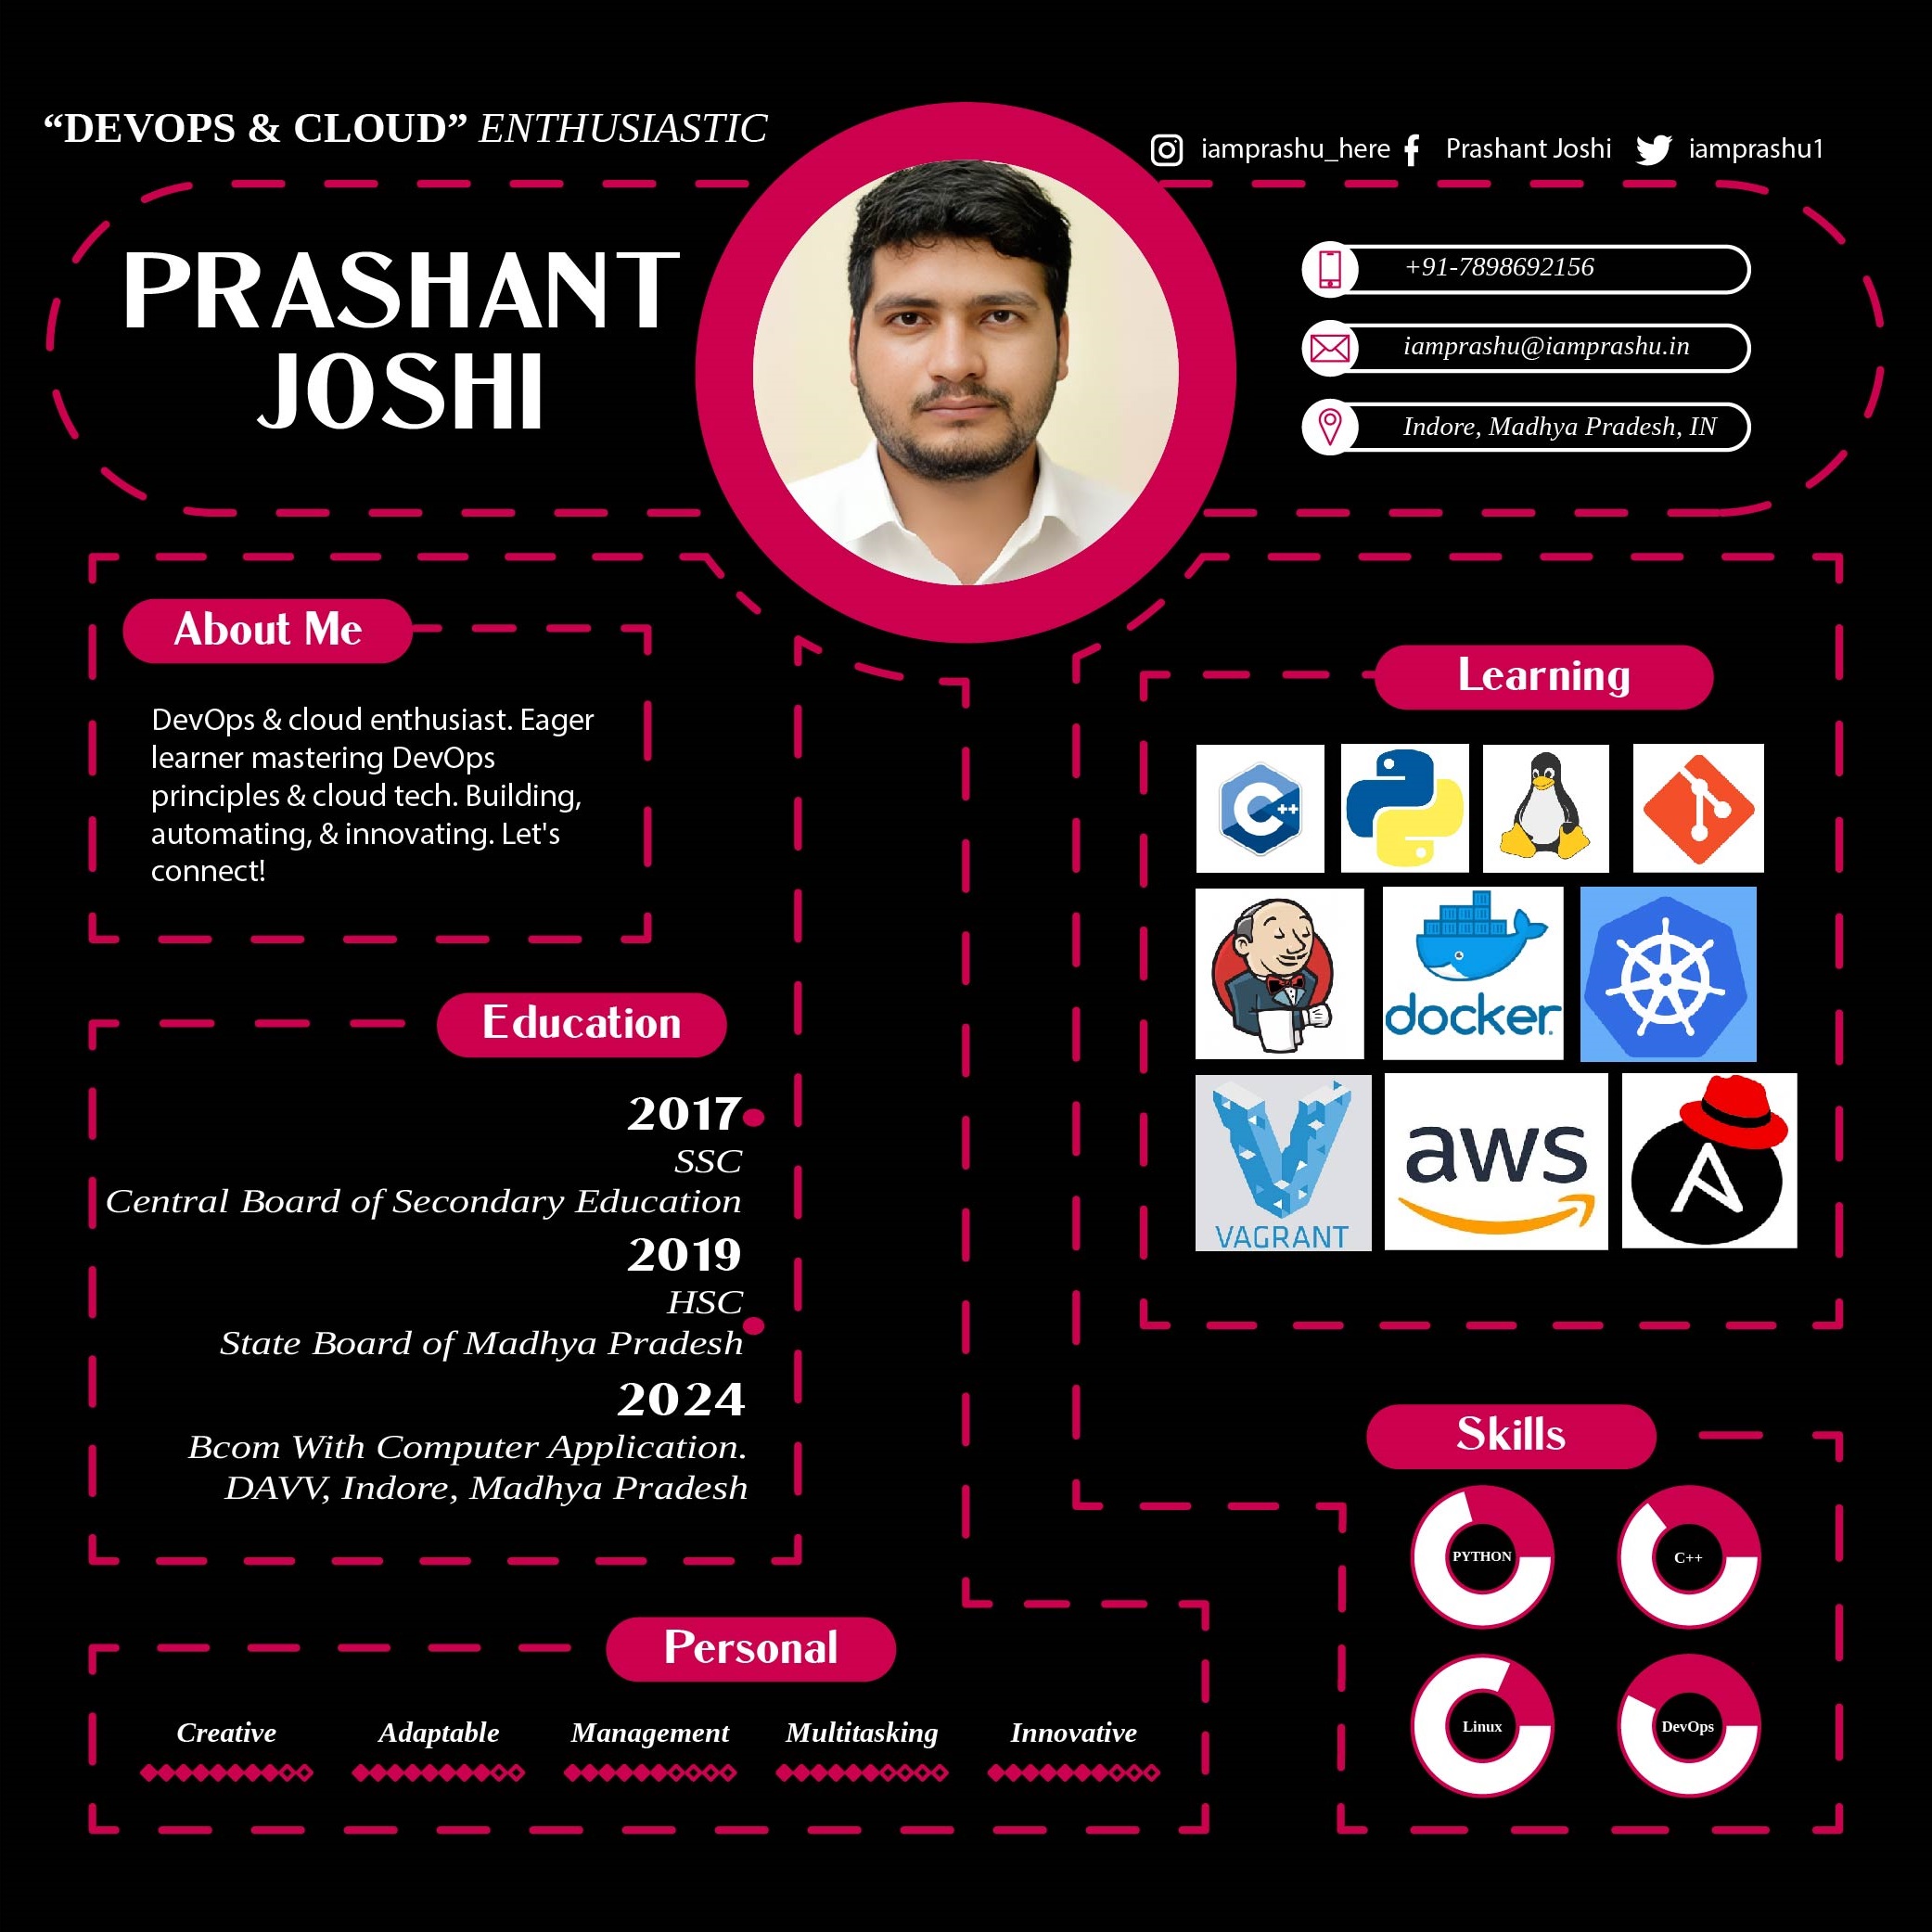 “DEVOPS & CLOUD” ENTHUSIASTIC
iamprashu_here Prashant Joshi iamprashu1
PRASHANT
JOSHI
+91-7898692156
iamprashu@iamprashu.in
Indore, Madhya Pradesh, IN
About Me
DevOps & cloud enthusiast. Eager
learner mastering DevOps
principles & cloud tech. Building,
automating, & innovating. Let's
connect!
Education
2017
SSC
Central Board of Secondary Education
2019
HSC
State Board of Madhya Pradesh
2024
Bcom With Computer Application.
DAVV, Indore, Madhya Pradesh
Personal
Creative Adaptable Management Multitasking Innovative
Learning
C++
docker
VAGRANT
aws
A
Skills
PYTHON C++
Linux DevOps